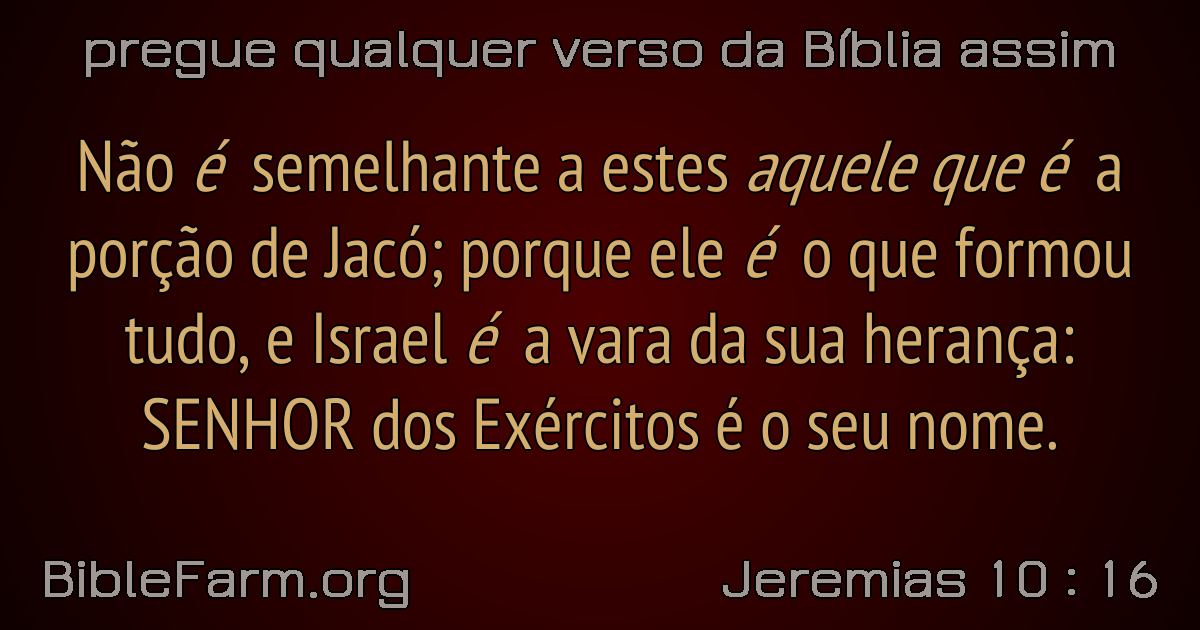 pregue qualquer verso da Bíblia assim
Não é semelhante a estes aquele que é a
porção de Jacó; porque ele é o que formou
tudo, e Israel é a vara da sua herança:
SENHOR dos Exércitos é o seu nome.
BibleFarm.org
Jeremias 10 : 16